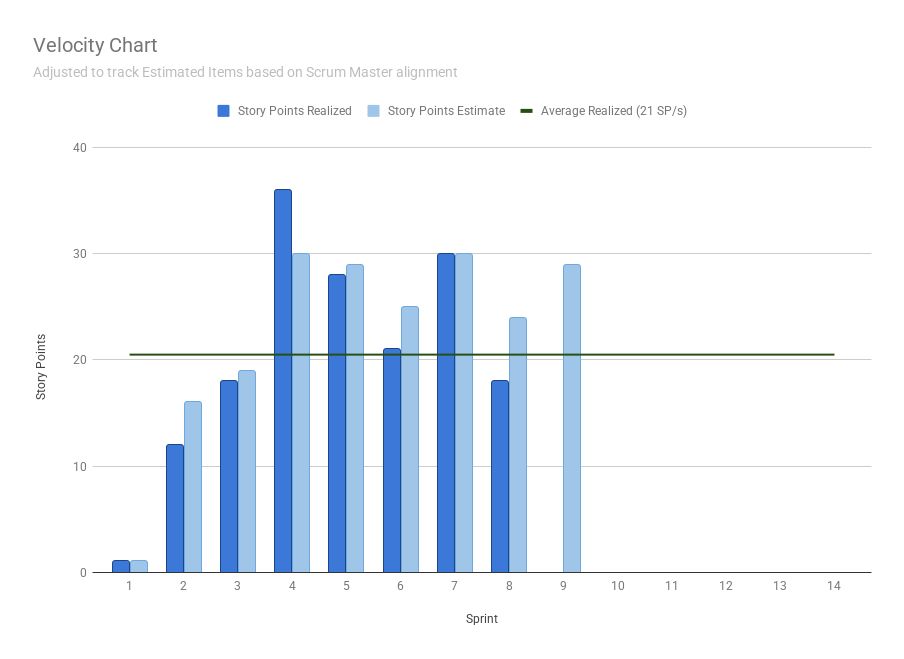 Velocity Chart
Adjusted to track Estimated Items based on Scrum Master alignment
Story Points Realized Story Points Estimate Average Realized (21 SP/s)
40
30
20
10
0
Story Points
1 2 3 4 5 6 7 8 9 10 11 12 13 14
Sprint